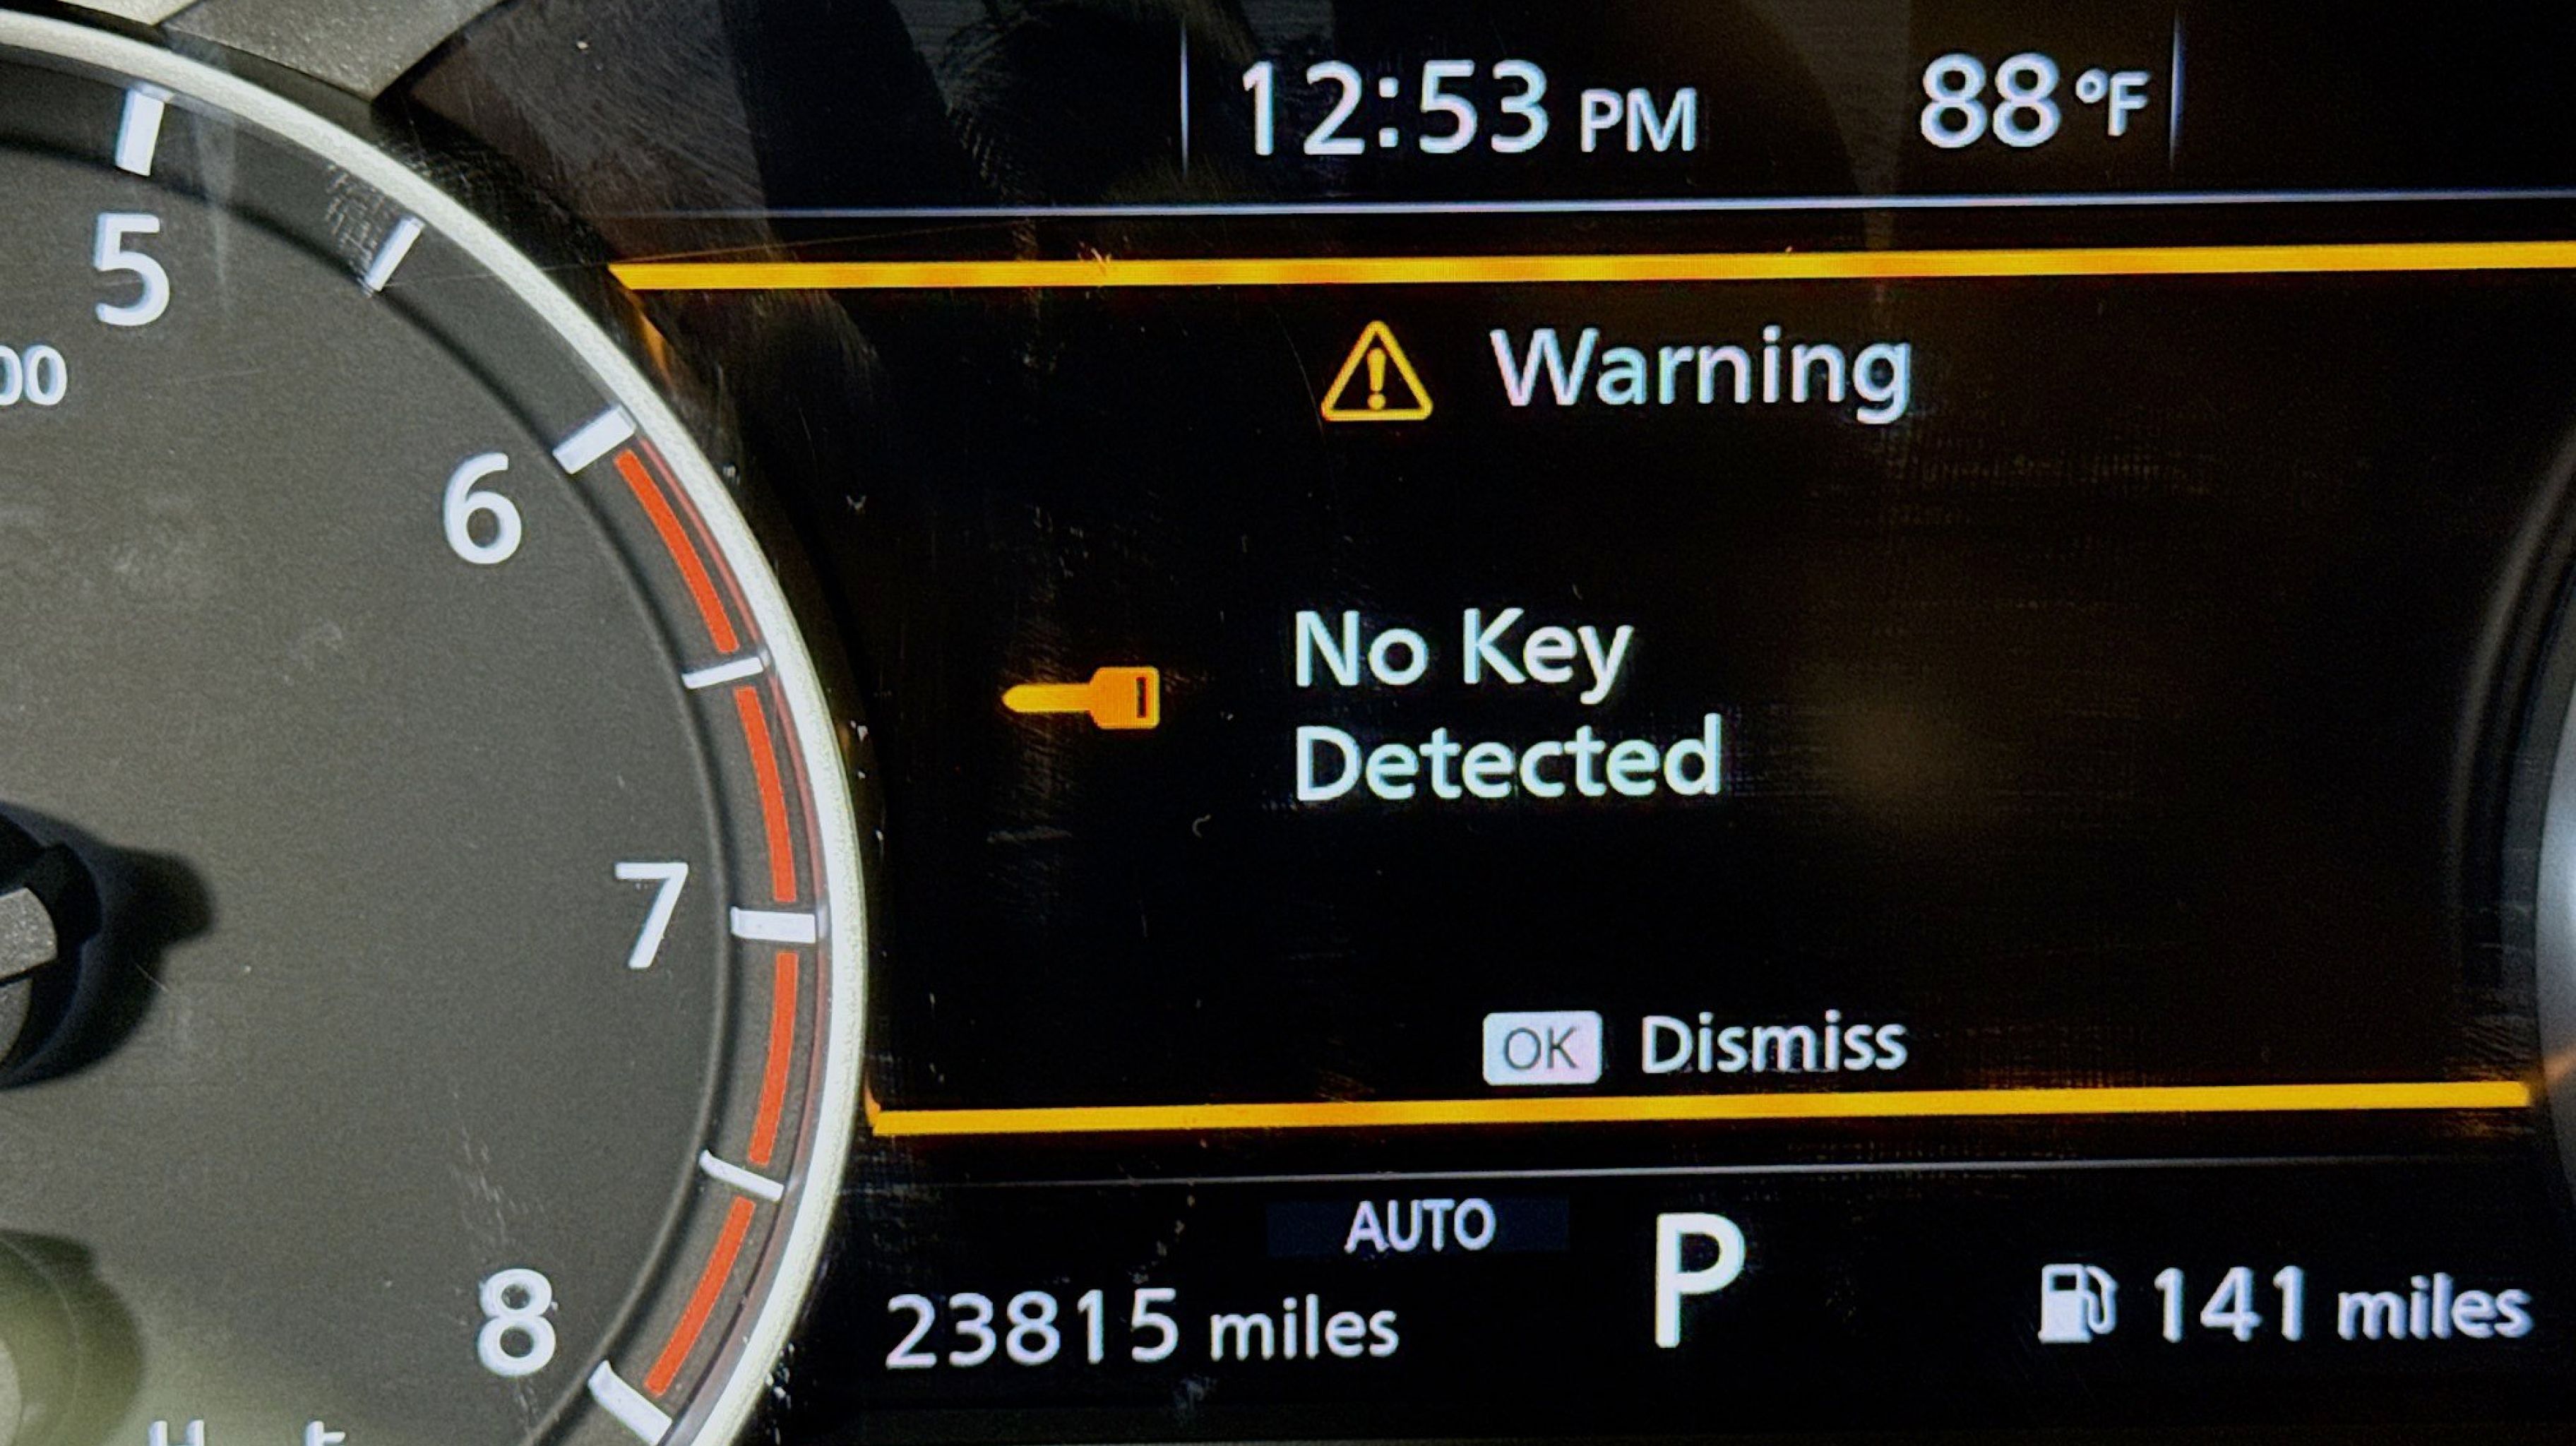 12:53 PM 88 °F
Warning
No Key
Detected
OK Dismiss
AUTO
23815 miles P 141 miles
5
00
6
7
8